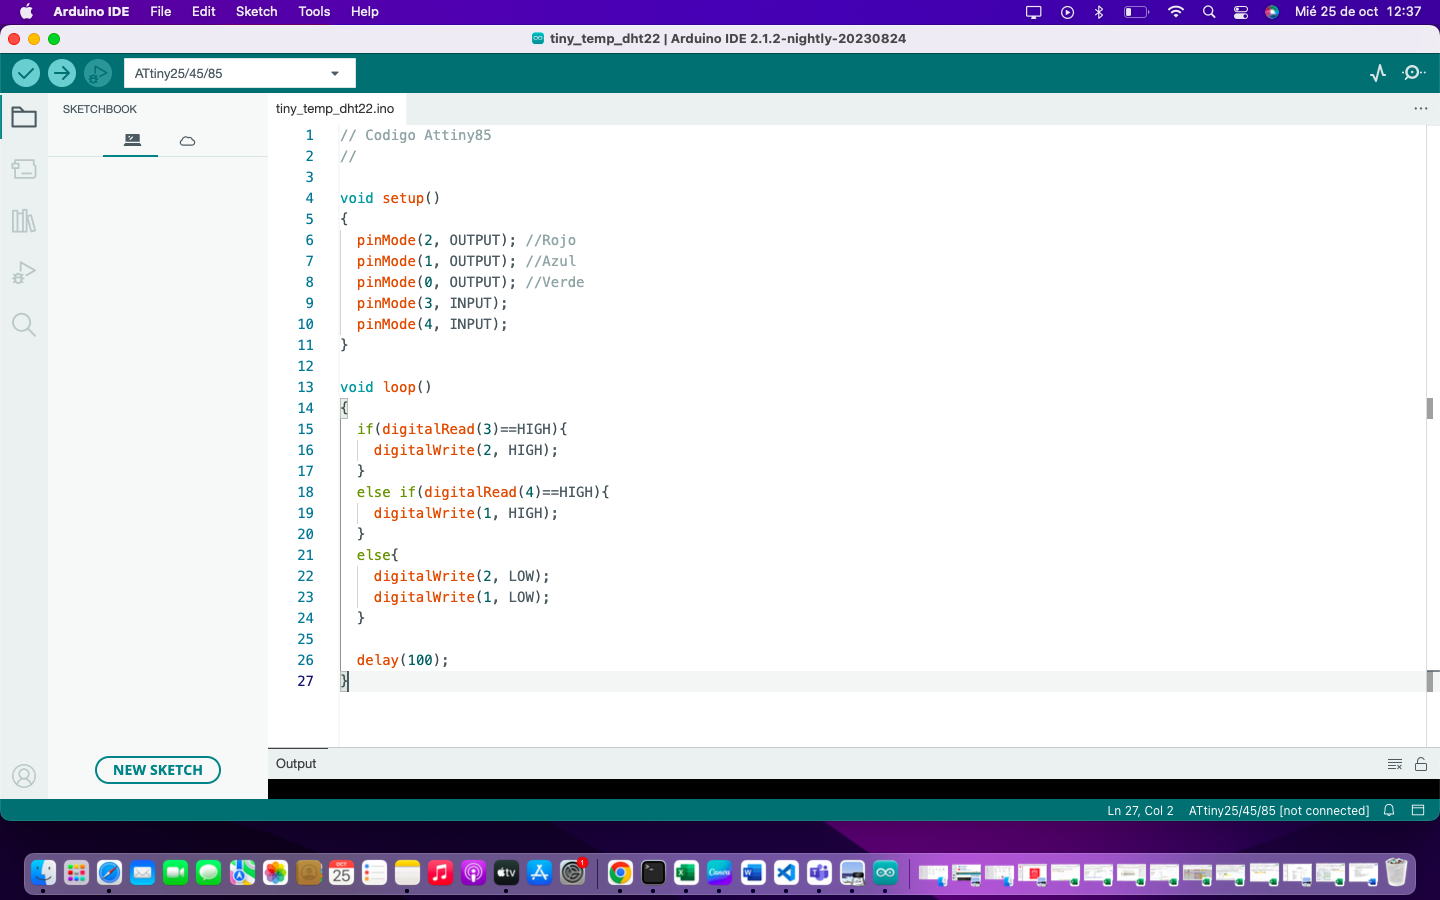 Arduino IDE File Edit Sketch Tools Help Mié 25 de oct 12:37
tiny_temp_dht22 | Arduino IDE 2.1.2-nightly-20230824
ATtiny25/45/85
SKETCHBOOK
tiny_temp_dht22.ino
1 // Codigo Attiny85
2 //
3
4 void setup()
5 {
6 pinMode(2, OUTPUT); //Rojo
7 pinMode(1, OUTPUT); //Azul
8 pinMode(0, OUTPUT); //Verde
9 pinMode(3, INPUT);
10 pinMode(4, INPUT);
11 }
12
13 void loop()
14 {
15 if(digitalRead(3)==HIGH){
16 digitalWrite(2, HIGH);
17 }
18 else if(digitalRead(4)==HIGH){
19 digitalWrite(1, HIGH);
20 }
21 else{
22 digitalWrite(2, LOW);
23 digitalWrite(1, LOW);
24 }
25
26 delay(100);
27 }
NEW SKETCH
Output
Ln 27, Col 2 ATtiny25/45/85 [not connected]
OCT
25
tv
1
Canva